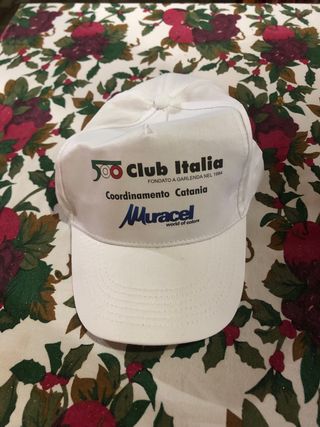 500 Club Italia
FONDATO A GARLENDA NEL 1984
Coordinamento Catania
Muracel
world of colors